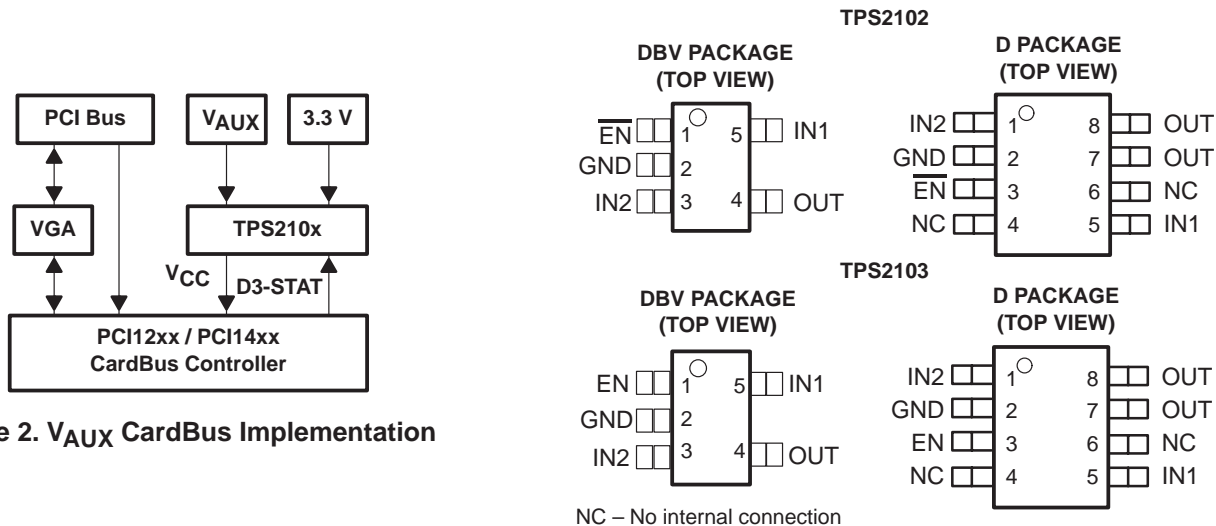 PCI Bus
VAUX
3.3 V
VGA
TPS210x
VCC
D3-STAT
PCI12xx / PCI14xx
CardBus Controller
e 2. VAUX CardBus Implementation
TPS2102
DBV PACKAGE
(TOP VIEW)
E̅N̅ 1 5 IN1
GND 2
IN2 3 4 OUT
D PACKAGE
(TOP VIEW)
IN2 1 8 OUT
GND 2 7 OUT
E̅N̅ 3 6 NC
NC 4 5 IN1
TPS2103
DBV PACKAGE
(TOP VIEW)
EN 1 5 IN1
GND 2
IN2 3 4 OUT
D PACKAGE
(TOP VIEW)
IN2 1 8 OUT
GND 2 7 OUT
EN 3 6 NC
NC 4 5 IN1
NC – No internal connection